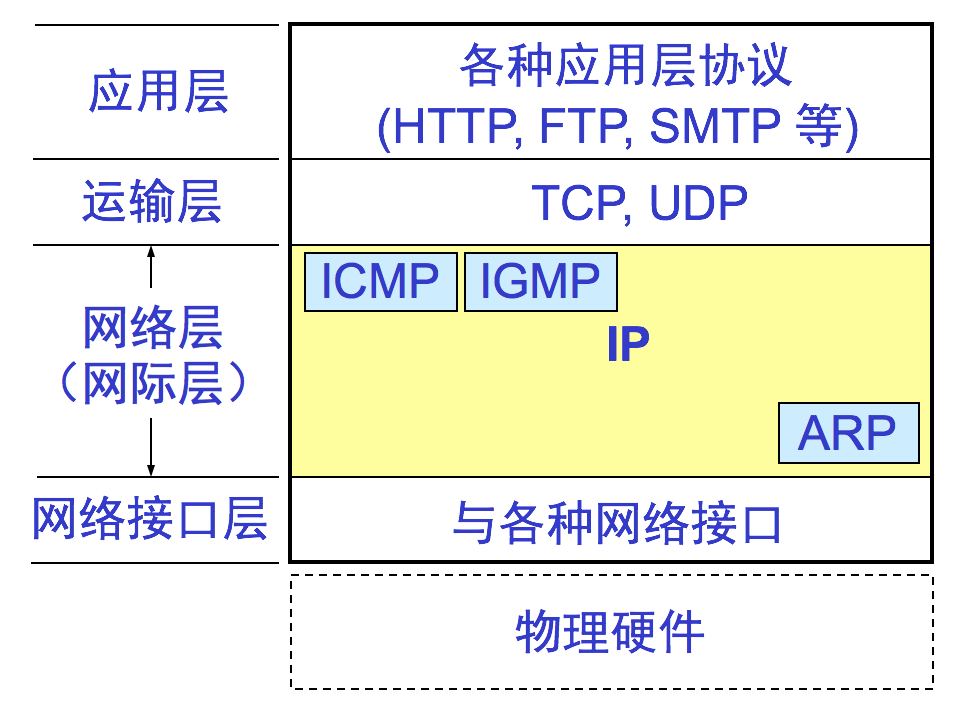 应用层
各种应用层协议
(HTTP, FTP, SMTP 等)
运输层
TCP, UDP
ICMP
IGMP
网络层
（网际层）
IP
ARP
网络接口层
与各种网络接口
物理硬件